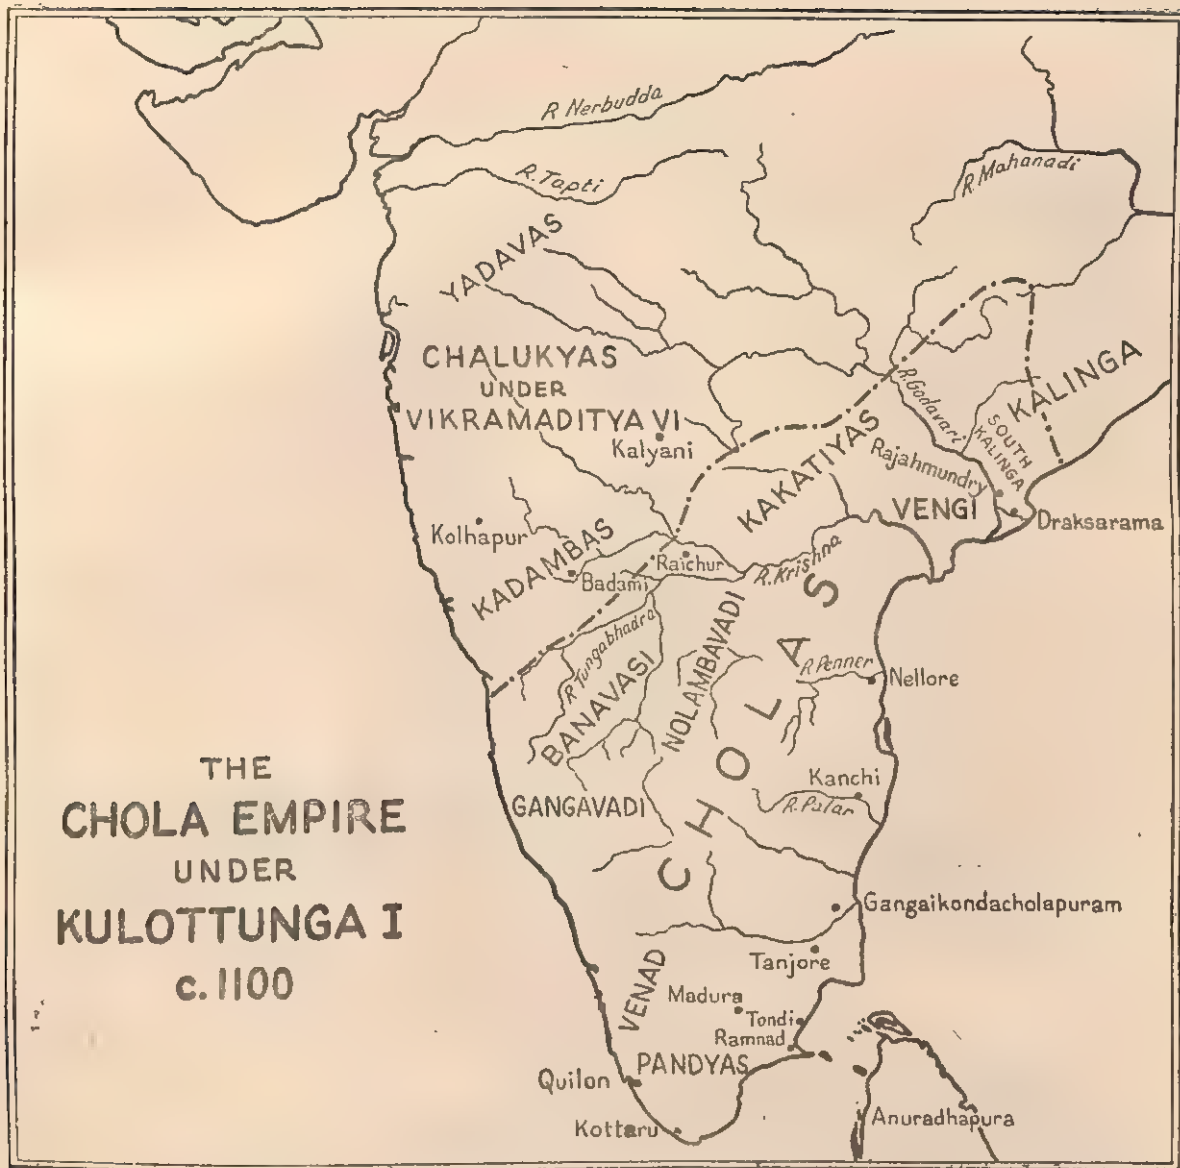 R. Nerbudda
R. Tapti
R. Mahanadi
YADAVAS
CHALUKYAS
UNDER
VIKRAMADITYA VI
Kalyani
KALINGA
R. Godavari
SOUTH
KALINGA
KAKATIYAS
Rajahmundry
VENGI
Draksarama
Kolhapur
KADAMBAS
Badami
Raichur
R. Krishna
R. Tungabhadra
BANAVASI
NOLAMBAVADI
CHOLAS
R. Penner
Nellore
GANGAVADI
Kanchi
R. Palar
THE
CHOLA EMPIRE
UNDER
KULOTTUNGA I
c. 1100
Gangaikondacholapuram
Tanjore
VENAD
Madura
Tondi
Ramnad
PANDYAS
Quilon
Kottaru
Anuradhapura